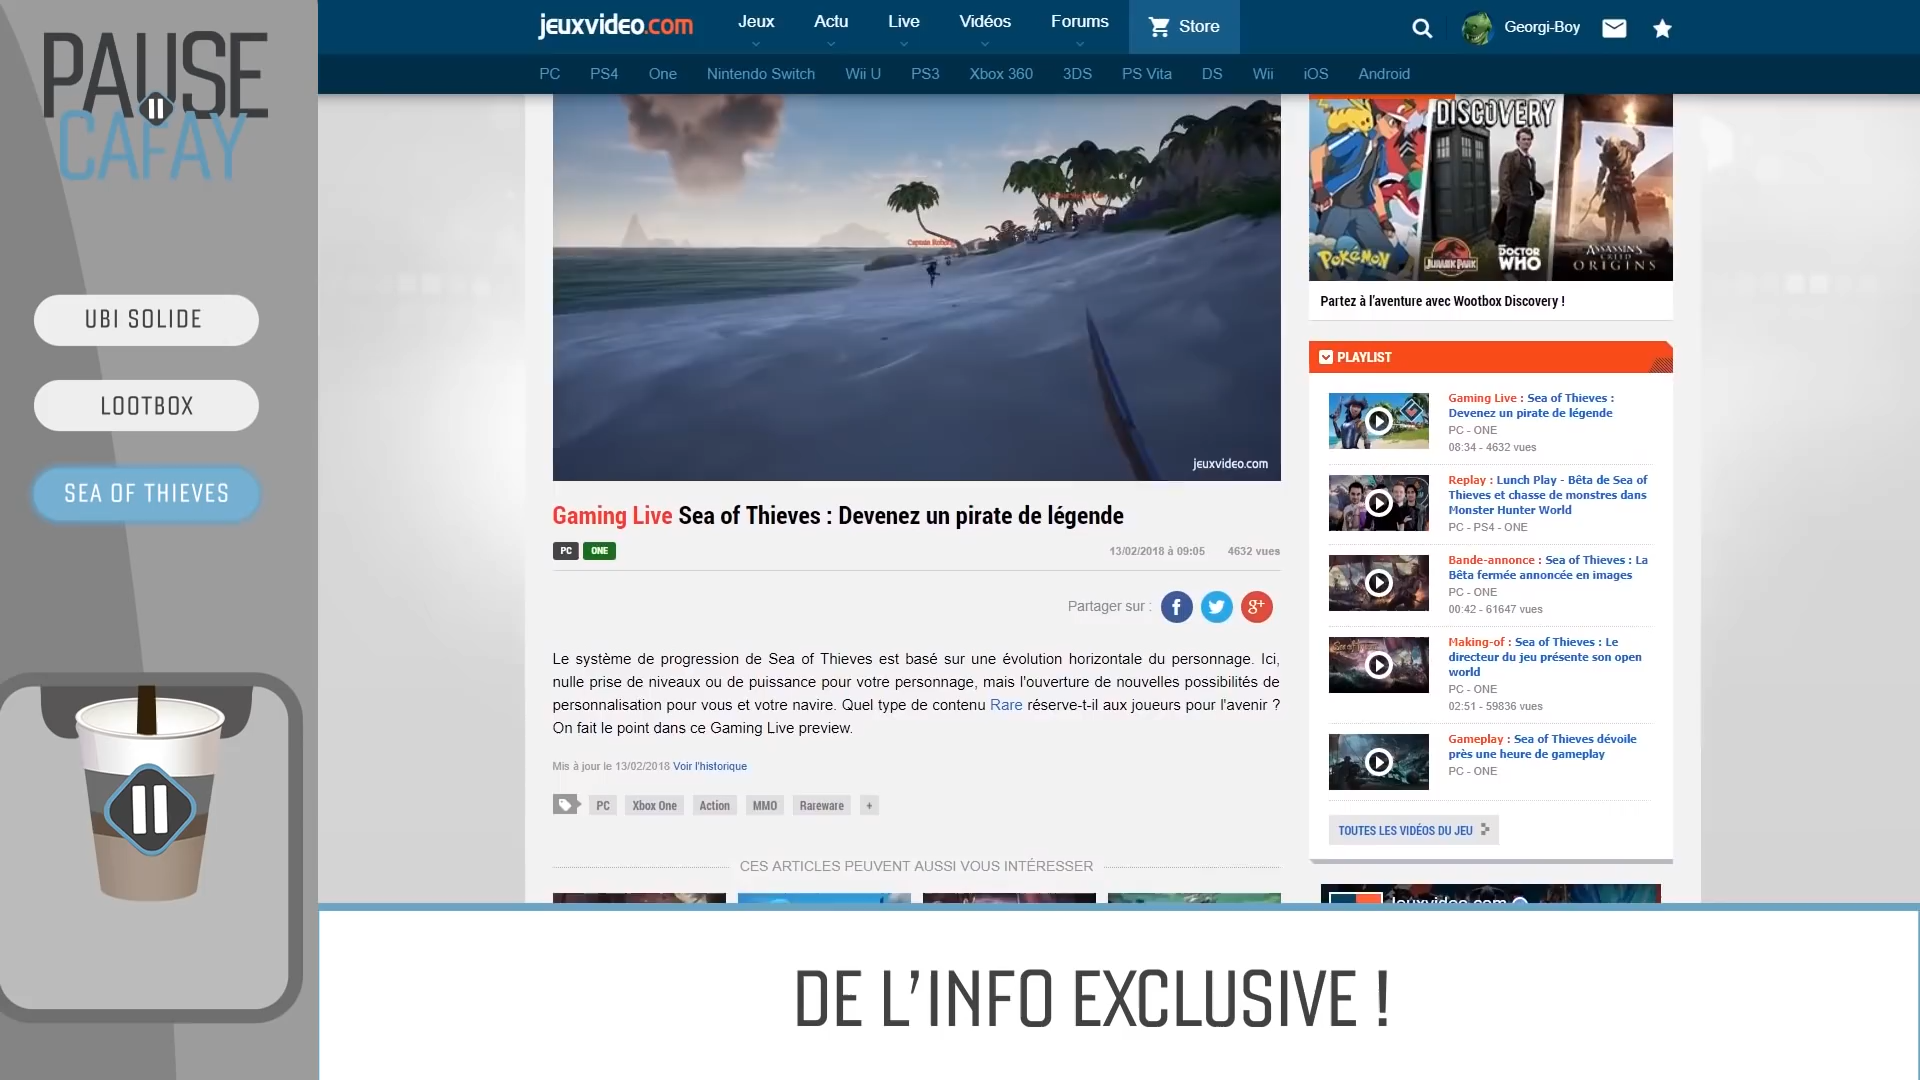 PAUSE
CAFAY
UBI SOLIDE
LOOTBOX
SEA OF THIEVES
jeuxvideo.com
Jeux
Actu
Live
Vidéos
Forums
Store
Georgi-Boy
PC
PS4
One
Nintendo Switch
Wii U
PS3
Xbox 360
3DS
PS Vita
DS
Wii
iOS
Android
jeuxvideo.com
Gaming Live Sea of Thieves : Devenez un pirate de légende
PC ONE
13/02/2018 à 09:05 4632 vues
Partager sur :
Le système de progression de Sea of Thieves est basé sur une évolution horizontale du personnage. Ici,
nulle prise de niveaux ou de puissance pour votre personnage, mais l'ouverture de nouvelles possibilités de
personnalisation pour vous et votre navire. Quel type de contenu Rare réserve-t-il aux joueurs pour l'avenir ?
On fait le point dans ce Gaming Live preview.
Mis à jour le 13/02/2018 Voir l'historique
PC
Xbox One
Action
MMO
Rareware
+
CES ARTICLES PEUVENT AUSSI VOUS INTÉRESSER
DISCOVERY
POKéMON
JURASSIC PARK
DOCTOR
WHO
ASSASSIN'S
CREED
ORIGINS
Partez à l'aventure avec Wootbox Discovery !
PLAYLIST
Gaming Live : Sea of Thieves :
Devenez un pirate de légende
PC - ONE
08:34 - 4632 vues
Replay : Lunch Play - Bêta de Sea of
Thieves et chasse de monstres dans
Monster Hunter World
PC - PS4 - ONE
Bande-annonce : Sea of Thieves : La
Bêta fermée annoncée en images
PC - ONE
00:42 - 61647 vues
Making-of : Sea of Thieves : Le
directeur du jeu présente son open
world
PC - ONE
02:51 - 59836 vues
Gameplay : Sea of Thieves dévoile
près une heure de gameplay
PC - ONE
TOUTES LES VIDÉOS DU JEU
jeuxvideo.com
DE L'INFO EXCLUSIVE !